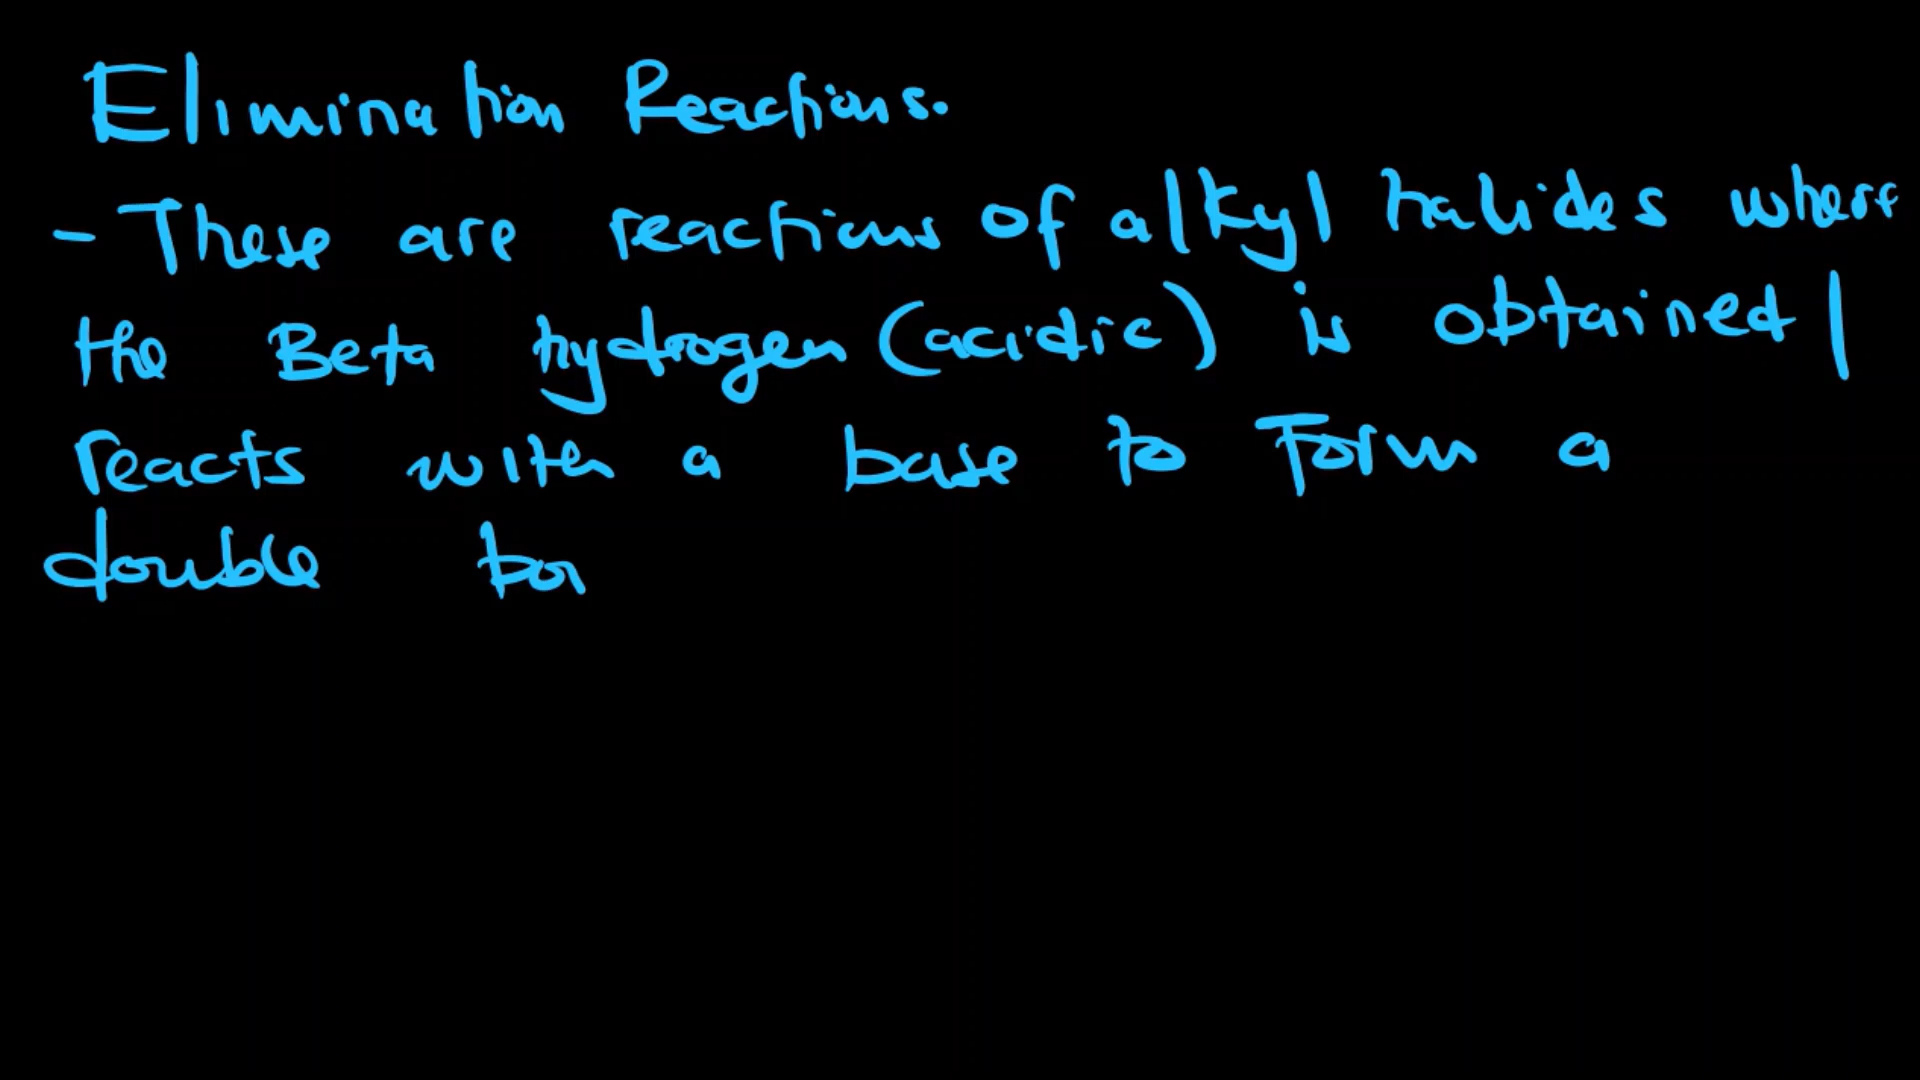 Elimination Reactions.
- These are reactions of alkyl halides where
the Beta hydrogen (acidic) is obtained /
reacts with a base to Form a
double bon